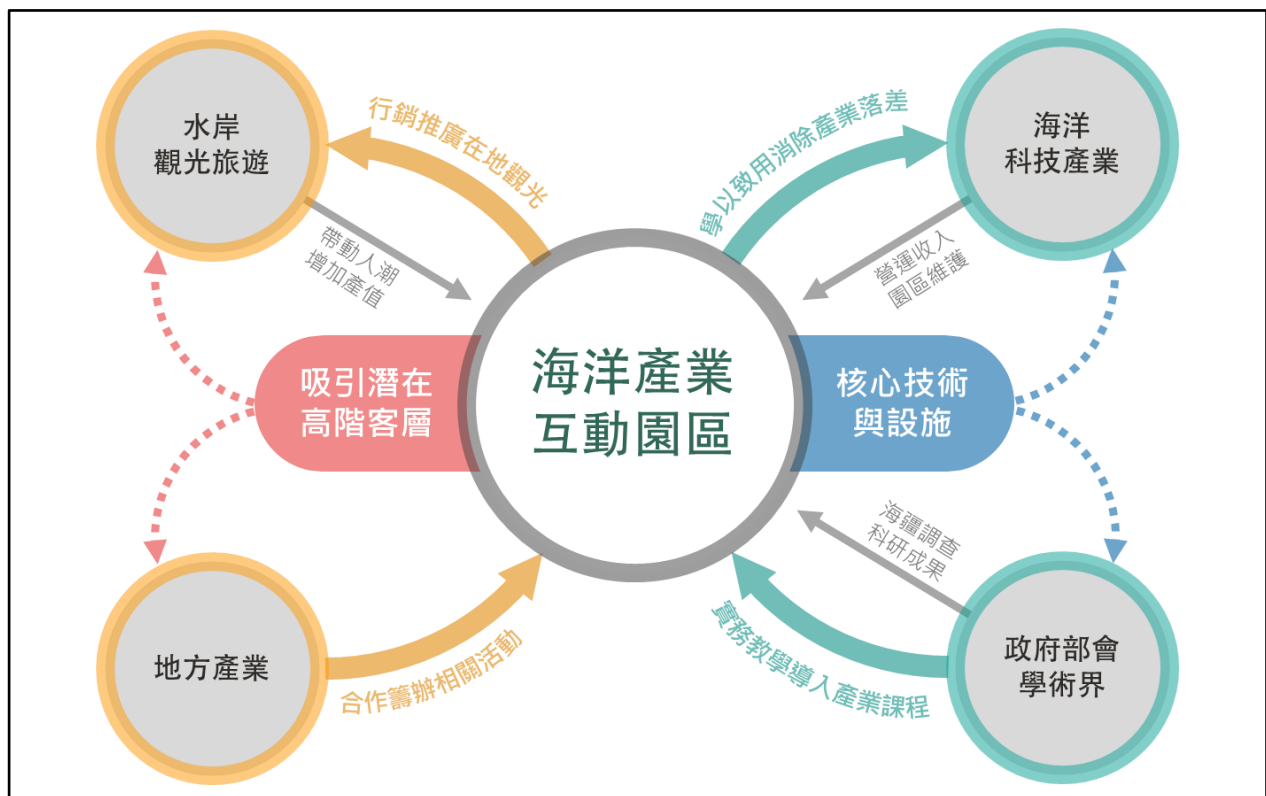 水岸
觀光旅遊
行銷推廣在地觀光
學以致用消除產業落差
海洋
科技產業
帶動人潮
增加產值
營運收入
園區維護
吸引潛在
高階客層
海洋產業
互動園區
核心技術
與設施
海疆調查
科研成果
地方產業
合作籌辦相關活動
實務教學導入產業課程
政府部會
學術界